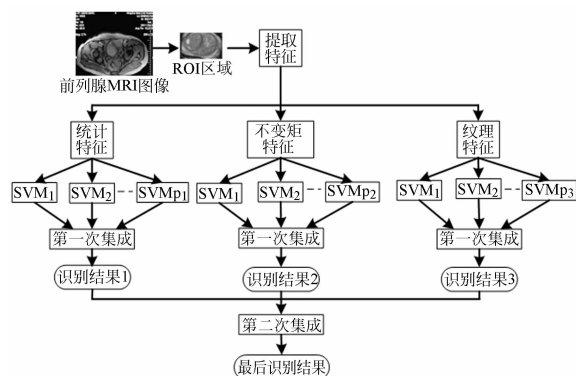 前列腺MRI图像
ROI区域
提取
特征
统计
特征
不变矩
特征
纹理
特征
SVM1
SVM2
SVMp1
SVM1
SVM2
SVMp2
SVM1
SVM2
SVMp3
第一次集成
第一次集成
第一次集成
识别结果1
识别结果2
识别结果3
第二次集成
最后识别结果